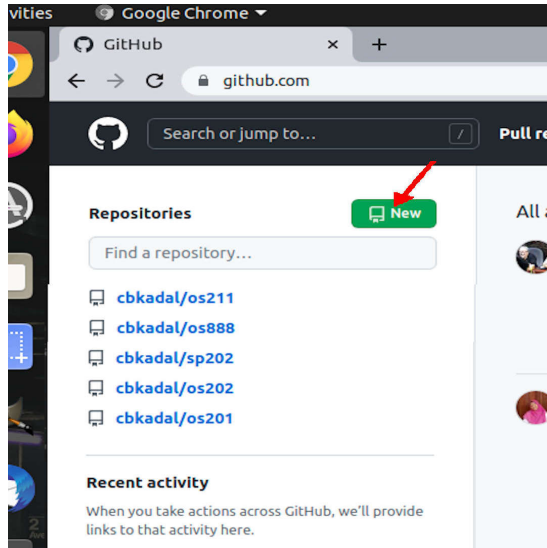 vities Google Chrome
GitHub
github.com
Search or jump to... / Pull re
Repositories New
All a
Find a repository...
cbkadal/os211
cbkadal/os888
cbkadal/sp202
cbkadal/os202
cbkadal/os201
Recent activity
When you take actions across GitHub, we'll provide
links to that activity here.
2